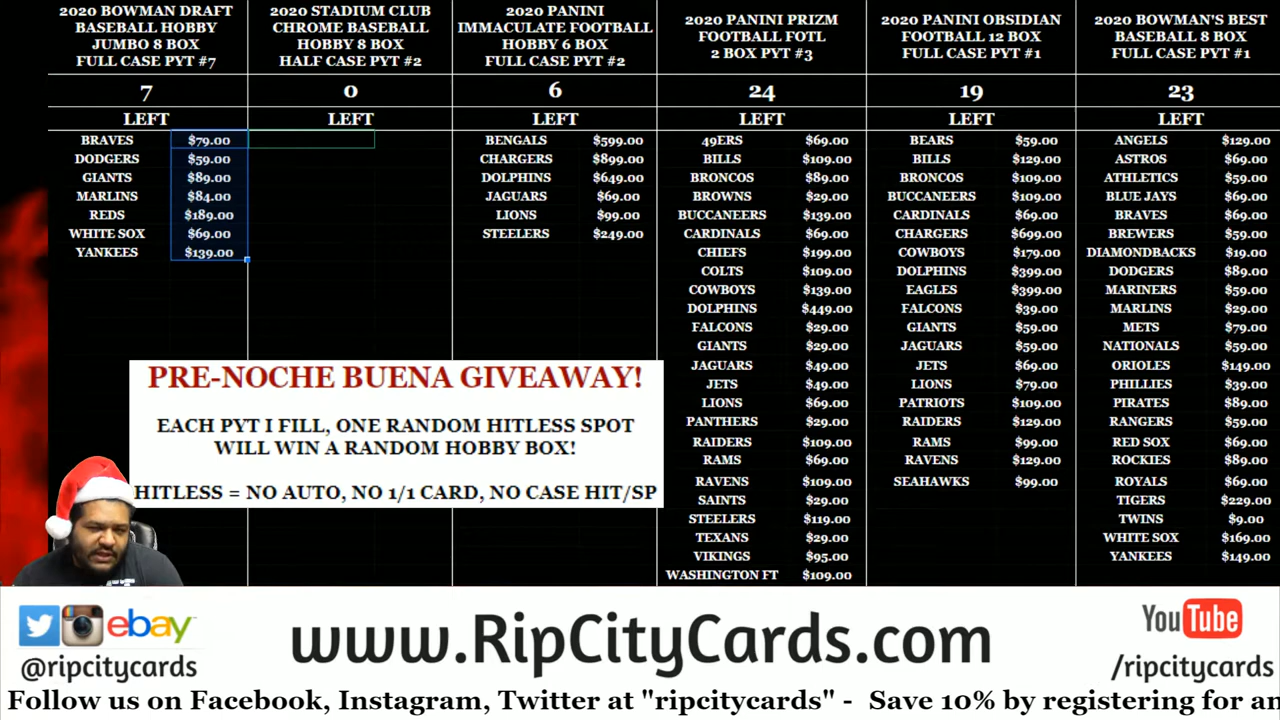 2020 BOWMAN DRAFT
BASEBALL HOBBY
JUMBO 8 BOX
FULL CASE PYT #7
7
LEFT
BRAVES $79.00
DODGERS $59.00
GIANTS $89.00
MARLINS $84.00
REDS $189.00
WHITE SOX $69.00
YANKEES $139.00
2020 STADIUM CLUB
CHROME BASEBALL
HOBBY 8 BOX
HALF CASE PYT #2
0
LEFT
2020 PANINI
IMMACULATE FOOTBALL
HOBBY 6 BOX
FULL CASE PYT #2
6
LEFT
BENGALS $599.00
CHARGERS $899.00
DOLPHINS $649.00
JAGUARS $69.00
LIONS $99.00
STEELERS $249.00
2020 PANINI PRIZM
FOOTBALL FOTL
2 BOX PYT #3
24
LEFT
49ERS $69.00
BILLS $109.00
BRONCOS $89.00
BROWNS $29.00
BUCCANEERS $139.00
CARDINALS $69.00
CHIEFS $199.00
COLTS $109.00
COWBOYS $139.00
DOLPHINS $449.00
FALCONS $29.00
GIANTS $29.00
JAGUARS $49.00
JETS $49.00
LIONS $69.00
PANTHERS $29.00
RAIDERS $109.00
RAMS $69.00
RAVENS $109.00
SAINTS $29.00
STEELERS $119.00
TEXANS $29.00
VIKINGS $95.00
WASHINGTON FT $109.00
2020 PANINI OBSIDIAN
FOOTBALL 12 BOX
FULL CASE PYT #1
19
LEFT
BEARS $59.00
BILLS $129.00
BRONCOS $109.00
BUCCANEERS $109.00
CARDINALS $69.00
CHARGERS $699.00
COWBOYS $179.00
DOLPHINS $399.00
EAGLES $399.00
FALCONS $39.00
GIANTS $59.00
JAGUARS $59.00
JETS $69.00
LIONS $79.00
PATRIOTS $109.00
RAIDERS $129.00
RAMS $99.00
RAVENS $129.00
SEAHAWKS $99.00
2020 BOWMAN'S BEST
BASEBALL 8 BOX
FULL CASE PYT #1
23
LEFT
ANGELS $129.00
ASTROS $69.00
ATHLETICS $59.00
BLUE JAYS $69.00
BRAVES $69.00
BREWERS $59.00
DIAMONDBACKS $19.00
DODGERS $89.00
MARINERS $59.00
MARLINS $29.00
METS $79.00
NATIONALS $59.00
ORIOLES $149.00
PHILLIES $39.00
PIRATES $89.00
RANGERS $59.00
RED SOX $69.00
ROCKIES $89.00
ROYALS $69.00
TIGERS $229.00
TWINS $9.00
WHITE SOX $169.00
YANKEES $149.00
PRE-NOCHE BUENA GIVEAWAY!
EACH PYT I FILL, ONE RANDOM HITLESS SPOT
WILL WIN A RANDOM HOBBY BOX!
HITLESS = NO AUTO, NO 1/1 CARD, NO CASE HIT/SP
ebay
@ripcitycards
www.RipCityCards.com
YouTube
/ripcitycards
Follow us on Facebook, Instagram, Twitter at "ripcitycards" - Save 10% by registering for an